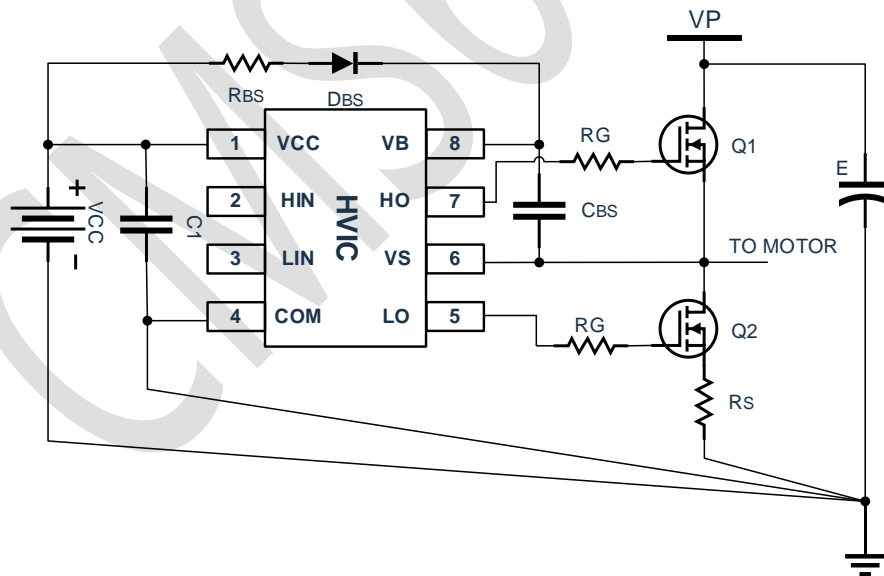 VP
RBS
DBS
1 VCC VB 8
RG
Q1
2 HIN HO 7
E
+
VCC
-
C1
HVIC
CBS
3 LIN VS 6
TO MOTOR
4 COM LO 5
RG
Q2
RS